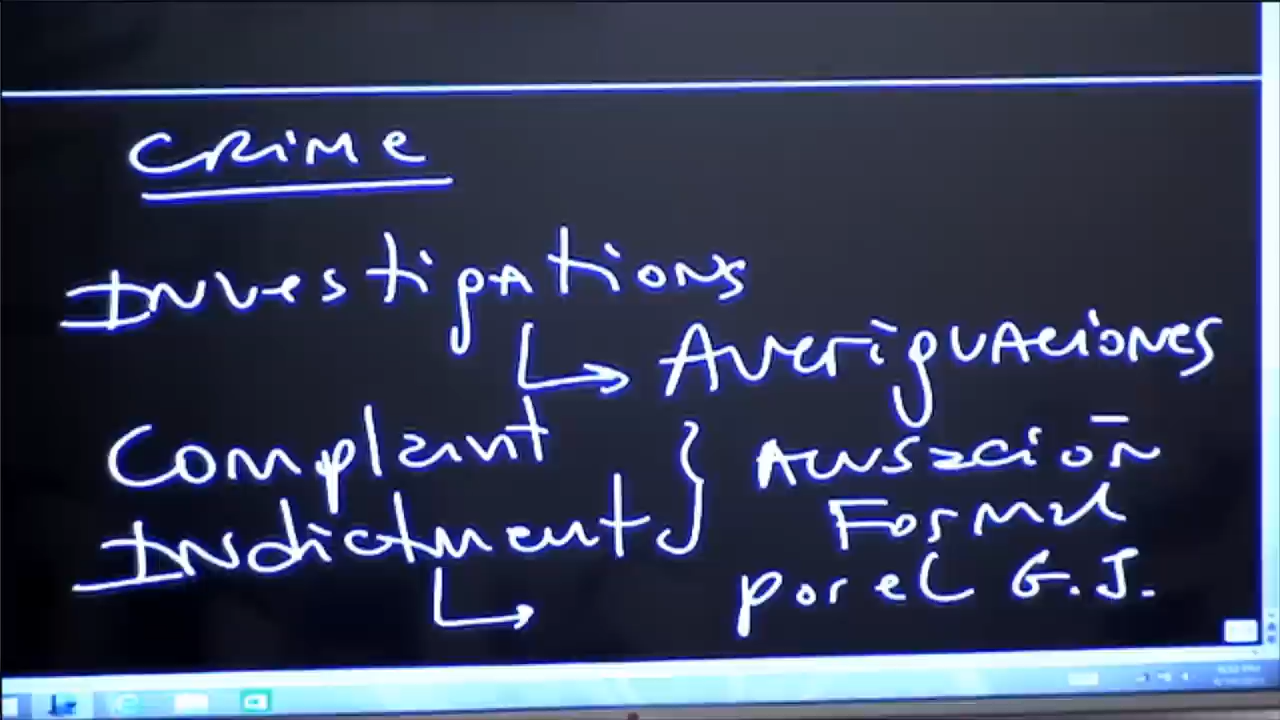 CRiMe
Investigations
Averiguaciones
Complaint
Indictment
Acusación
Formal
por el G.J.